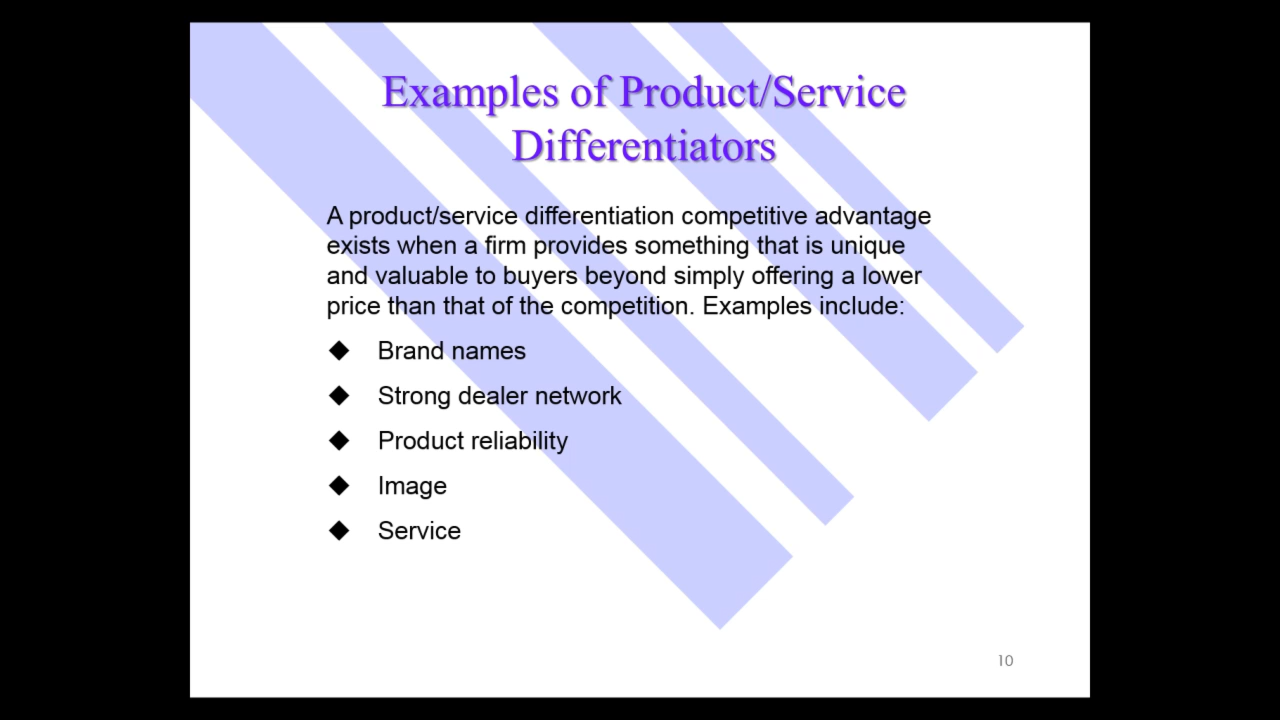 Examples of Product/Service
Differentiators
A product/service differentiation competitive advantage
exists when a firm provides something that is unique
and valuable to buyers beyond simply offering a lower
price than that of the competition. Examples include:
◆ Brand names
◆ Strong dealer network
◆ Product reliability
◆ Image
◆ Service
10